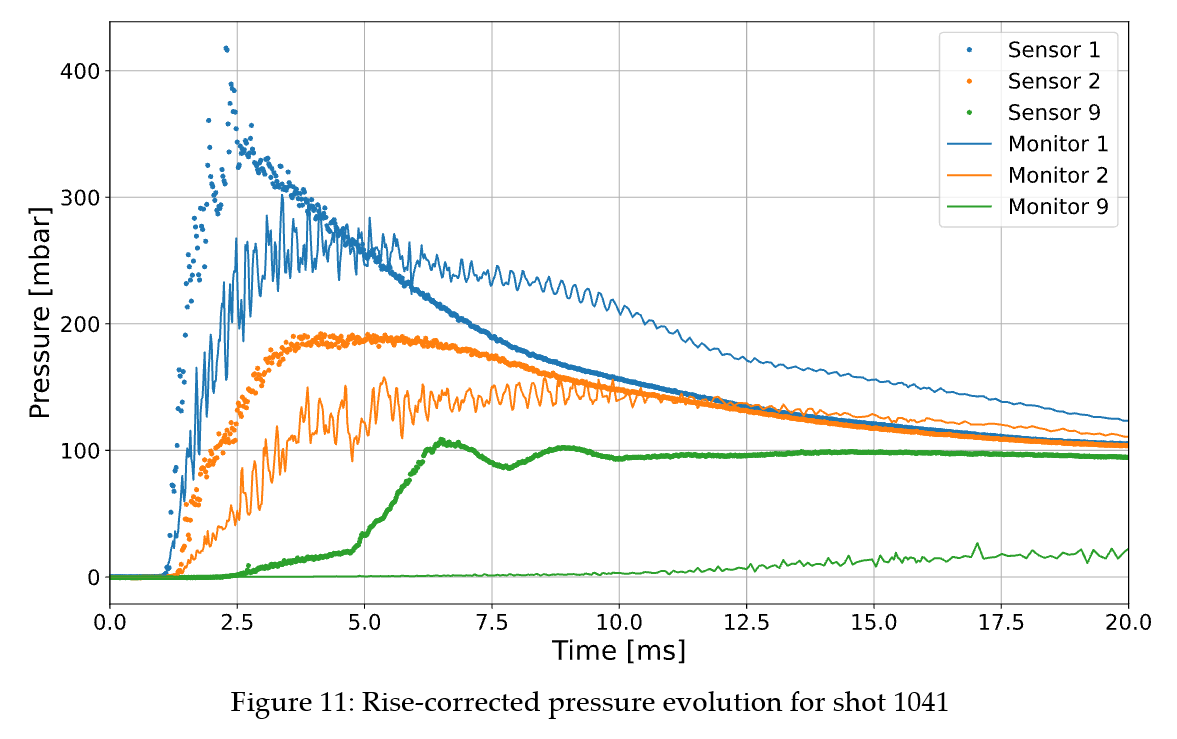 Pressure [mbar]
400
300
200
100
0
0.0 2.5 5.0 7.5 10.0 12.5 15.0 17.5 20.0
Time [ms]
Sensor 1
Sensor 2
Sensor 9
Monitor 1
Monitor 2
Monitor 9
Figure 11: Rise-corrected pressure evolution for shot 1041